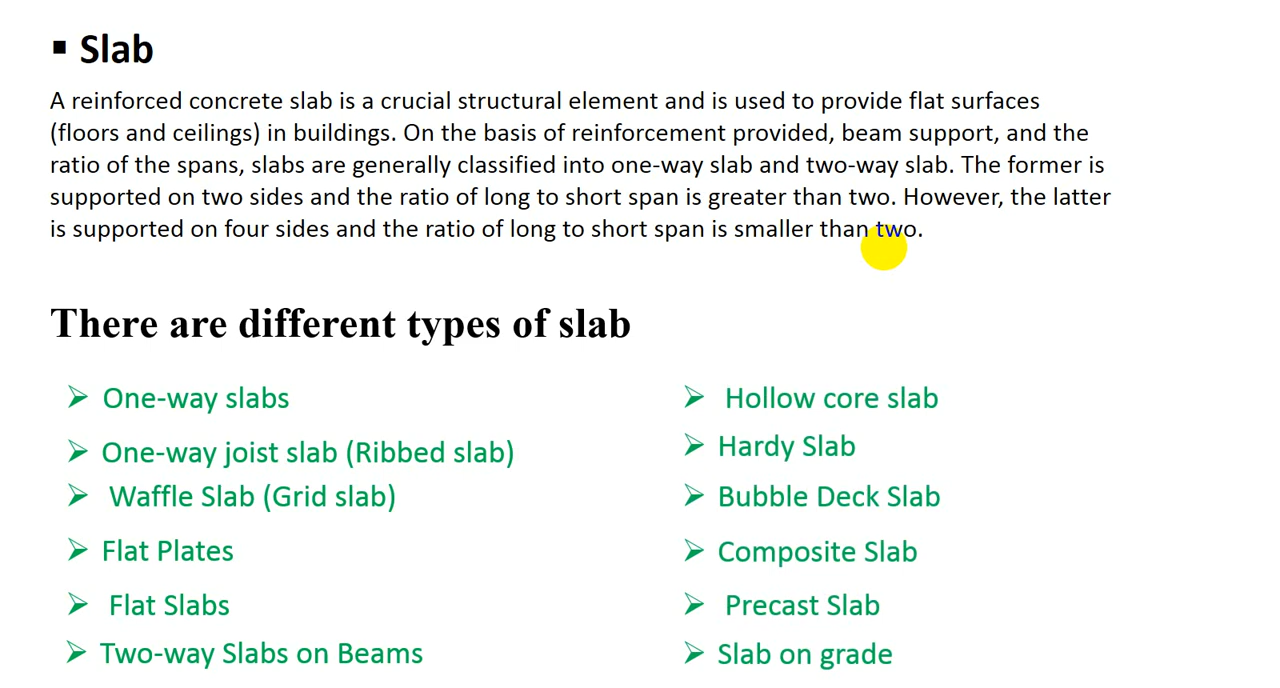 ▪ Slab
A reinforced concrete slab is a crucial structural element and is used to provide flat surfaces
(floors and ceilings) in buildings. On the basis of reinforcement provided, beam support, and the
ratio of the spans, slabs are generally classified into one-way slab and two-way slab. The former is
supported on two sides and the ratio of long to short span is greater than two. However, the latter
is supported on four sides and the ratio of long to short span is smaller than two.
There are different types of slab
➢ One-way slabs
➢ One-way joist slab (Ribbed slab)
➢ Waffle Slab (Grid slab)
➢ Flat Plates
➢ Flat Slabs
➢ Two-way Slabs on Beams
➢ Hollow core slab
➢ Hardy Slab
➢ Bubble Deck Slab
➢ Composite Slab
➢ Precast Slab
➢ Slab on grade